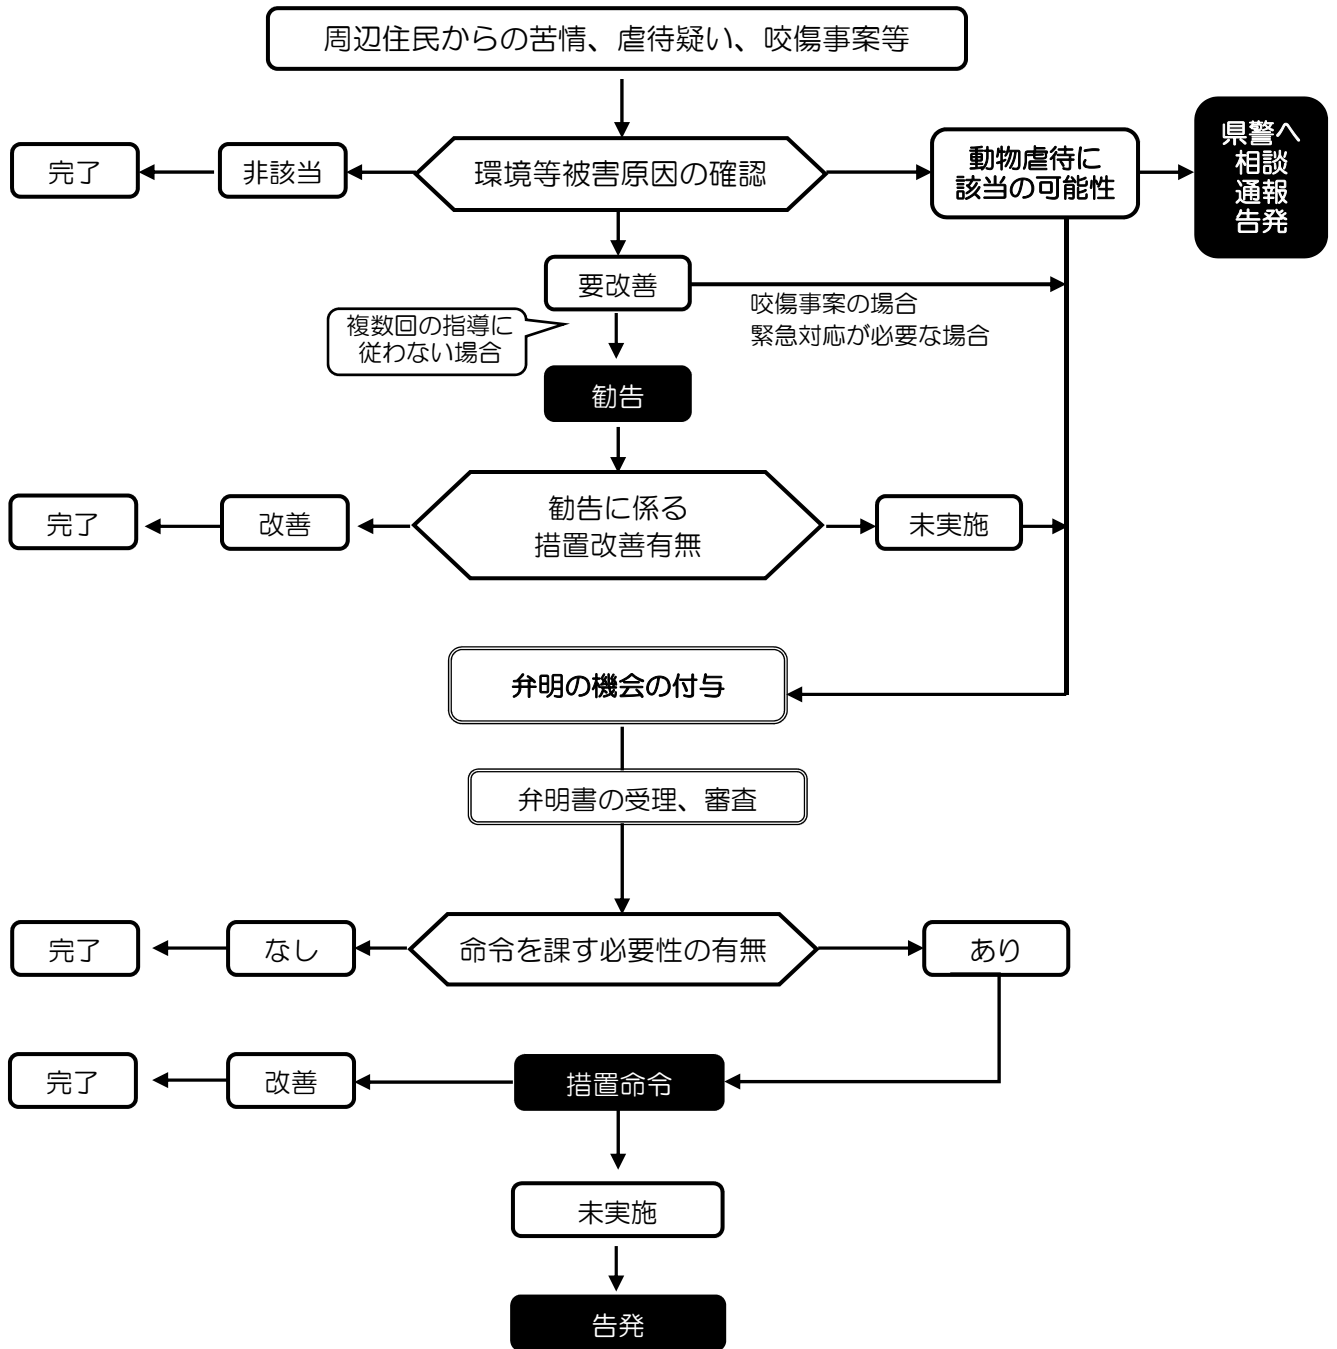 周辺住民からの苦情、虐待疑い、咬傷事案等
完了
非該当
環境等被害原因の確認
動物虐待に
該当の可能性
県警へ
相談
通報
告発
要改善
咬傷事案の場合
緊急対応が必要な場合
複数回の指導に
従わない場合
勧告
完了
改善
勧告に係る
措置改善有無
未実施
弁明の機会の付与
弁明書の受理、審査
完了
なし
命令を課す必要性の有無
あり
完了
改善
措置命令
未実施
告発